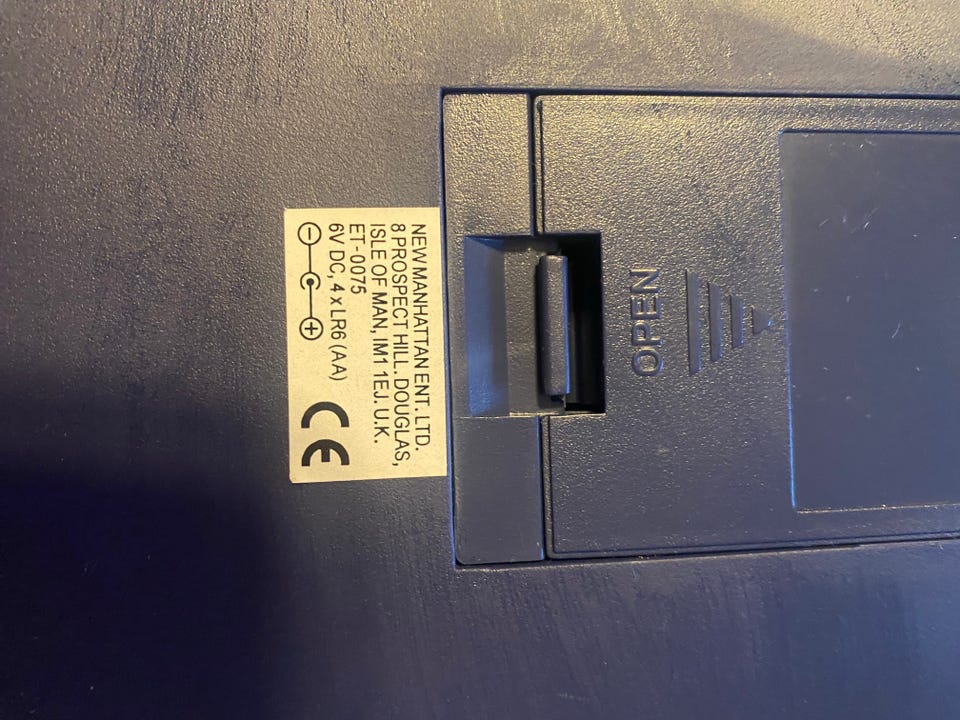 NEW MANHATTAN ENT. LTD.
8 PROSPECT HILL. DOUGLAS,
ISLE OF MAN, IM1 1EJ. U.K.
ET-0075
6V DC, 4 x LR6 (AA)
CE
OPEN